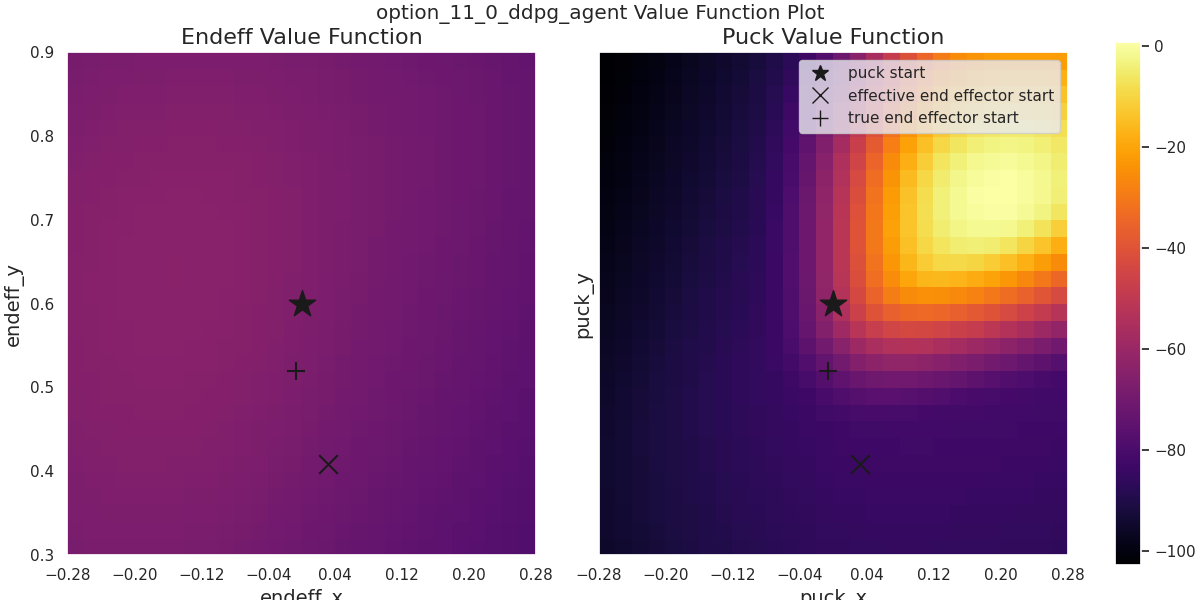 option_11_0_ddpg_agent Value Function Plot
Endeff Value Function
Puck Value Function
puck start
effective end effector start
true end effector start
0.9
0.8
0.7
0.6
0.5
0.4
0.3
endeff_y
−0.28 −0.20 −0.12 −0.04 0.04 0.12 0.20 0.28
endeff_x
puck_y
−0.28 −0.20 −0.12 −0.04 0.04 0.12 0.20 0.28
puck_x
0
−20
−40
−60
−80
−100